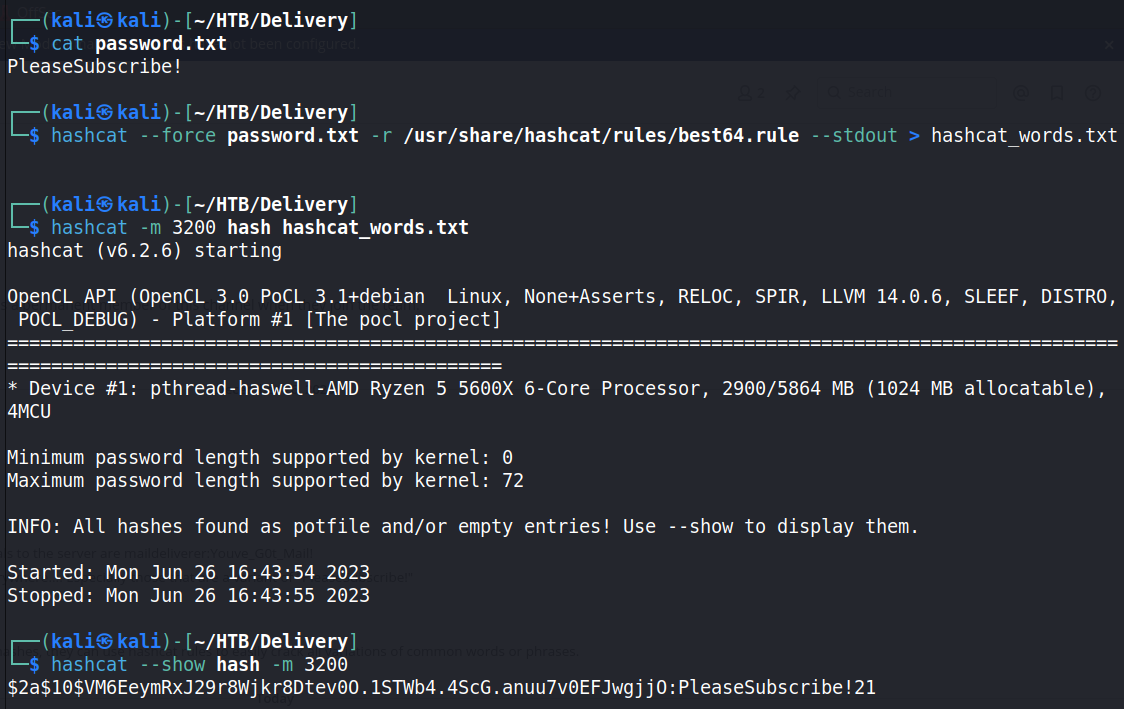 ┌──(kali㉿kali)-[~/HTB/Delivery]
└─$ cat password.txt
PleaseSubscribe!
┌──(kali㉿kali)-[~/HTB/Delivery]
└─$ hashcat --force password.txt -r /usr/share/hashcat/rules/best64.rule --stdout > hashcat_words.txt
┌──(kali㉿kali)-[~/HTB/Delivery]
└─$ hashcat -m 3200 hash hashcat_words.txt
hashcat (v6.2.6) starting
OpenCL API (OpenCL 3.0 PoCL 3.1+debian  Linux, None+Asserts, RELOC, SPIR, LLVM 14.0.6, SLEEF, DISTRO,
 POCL_DEBUG) - Platform #1 [The pocl project]
=====================================================================================================
=============================================
* Device #1: pthread-haswell-AMD Ryzen 5 5600X 6-Core Processor, 2900/5864 MB (1024 MB allocatable),
4MCU
Minimum password length supported by kernel: 0
Maximum password length supported by kernel: 72
INFO: All hashes found as potfile and/or empty entries! Use --show to display them.
Started: Mon Jun 26 16:43:54 2023
Stopped: Mon Jun 26 16:43:55 2023
┌──(kali㉿kali)-[~/HTB/Delivery]
└─$ hashcat --show hash -m 3200
$2a$10$VM6EeymRxJ29r8Wjkr8Dtev0O.1STWb4.4ScG.anuu7v0EFJwgjjO:PleaseSubscribe!21